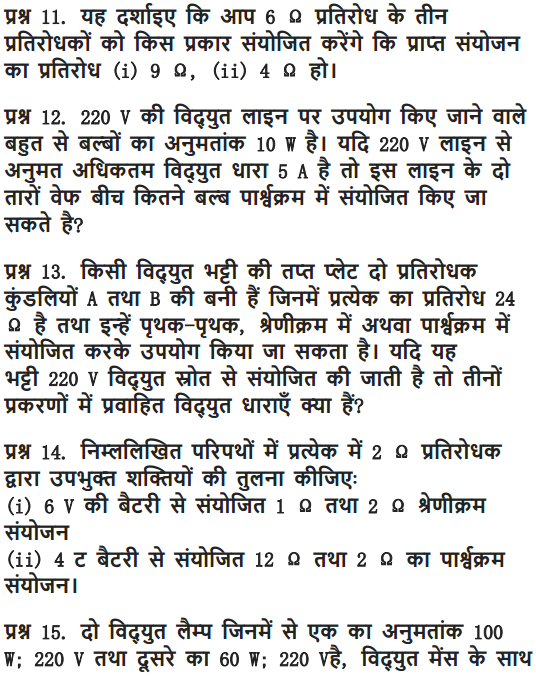 प्रश्न 11. यह दर्शाइए कि आप 6 Ω प्रतिरोध के तीन
प्रतिरोधकों को किस प्रकार संयोजित करेंगे कि प्राप्त संयोजन
का प्रतिरोध (i) 9 Ω, (ii) 4 Ω हो।
प्रश्न 12. 220 V की विद्युत लाइन पर उपयोग किए जाने वाले
बहुत से बल्बों का अनुमतांक 10 W है। यदि 220 V लाइन से
अनुमत अधिकतम विद्युत धारा 5 A है तो इस लाइन के दो
तारों वेफ बीच कितने बल्ब पार्श्वक्रम में संयोजित किए जा
सकते है?
प्रश्न 13. किसी विद्युत भट्टी की तप्त प्लेट दो प्रतिरोधक
कुंडलियों A तथा B की बनी हैं जिनमें प्रत्येक का प्रतिरोध 24
Ω है तथा इन्हें पृथक-पृथक, श्रेणीक्रम में अथवा पार्श्वक्रम में
संयोजित करके उपयोग किया जा सकता है। यदि यह
भट्टी 220 V विद्युत स्रोत से संयोजित की जाती है तो तीनों
प्रकरणों में प्रवाहित विद्युत धाराएँ क्या हैं?
प्रश्न 14. निम्ललिखित परिपथों में प्रत्येक में 2 Ω प्रतिरोधक
द्वारा उपभुक्त शक्तियों की तुलना कीजिएः
(i) 6 V की बैटरी से संयोजित 1 Ω तथा 2 Ω श्रेणीक्रम
संयोजन
(ii) 4 ट बैटरी से संयोजित 12 Ω तथा 2 Ω का पार्श्वक्रम
संयोजन।
प्रश्न 15. दो विद्युत लैम्प जिनमें से एक का अनुमतांक 100
W; 220 V तथा दूसरे का 60 W; 220 Vहै, विद्युत मेंस के साथ